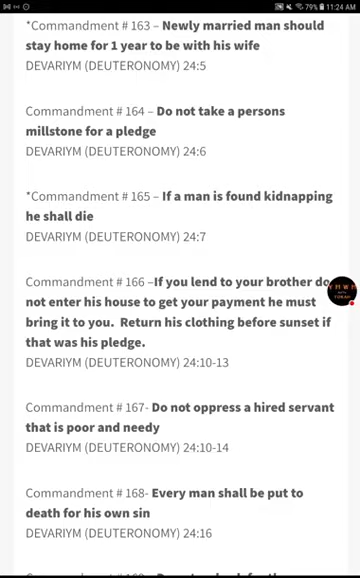 79% 11:24 AM
*Commandment # 163 – Newly married man should
stay home for 1 year to be with his wife
DEVARIYM (DEUTERONOMY) 24:5
Commandment # 164 – Do not take a persons
millstone for a pledge
DEVARIYM (DEUTERONOMY) 24:6
*Commandment # 165 – If a man is found kidnapping
he shall die
DEVARIYM (DEUTERONOMY) 24:7
Commandment # 166 –If you lend to your brother do
not enter his house to get your payment he must
bring it to you.  Return his clothing before sunset if
that was his pledge.
DEVARIYM (DEUTERONOMY) 24:10-13
Commandment # 167- Do not oppress a hired servant
that is poor and needy
DEVARIYM (DEUTERONOMY) 24:10-14
Commandment # 168- Every man shall be put to
death for his own sin
DEVARIYM (DEUTERONOMY) 24:16